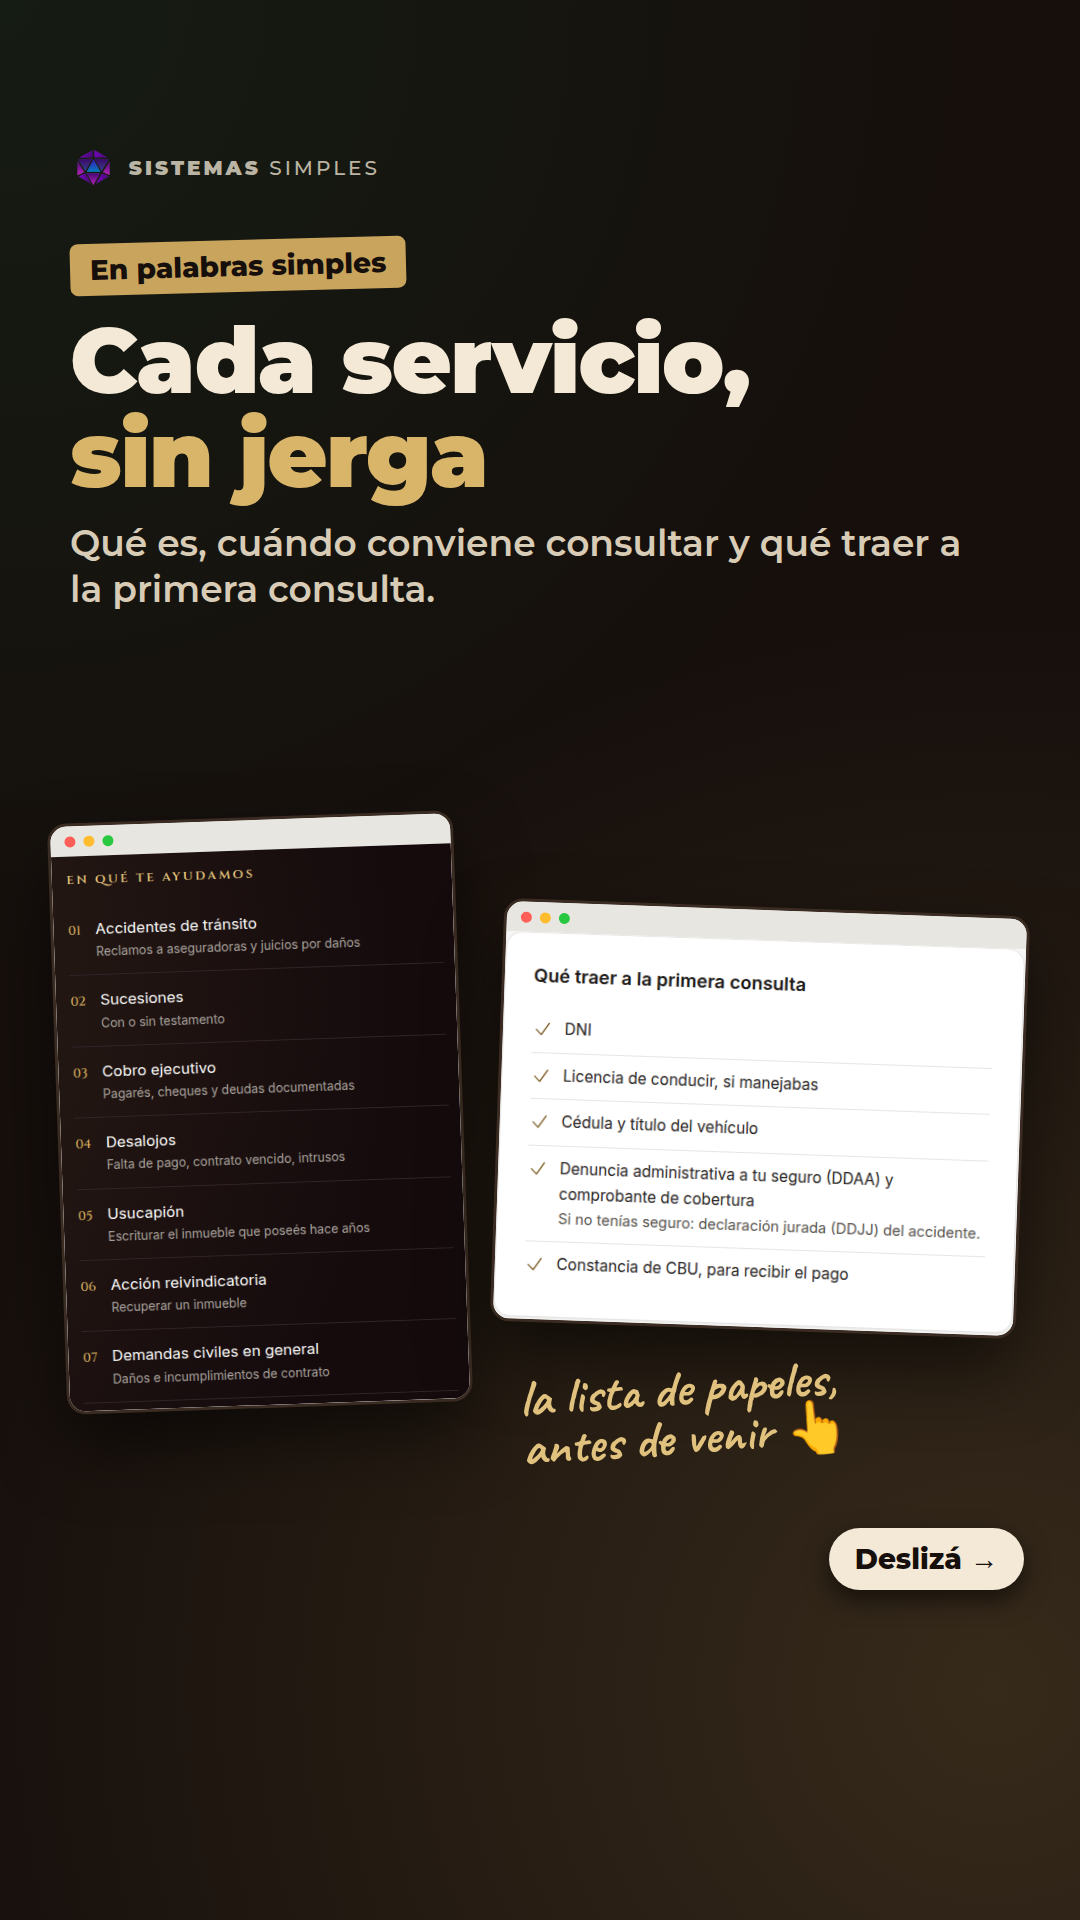 SISTEMAS SIMPLES
En palabras simples
Cada servicio,
sin jerga
Qué es, cuándo conviene consultar y qué traer a
la primera consulta.
EN QUÉ TE AYUDAMOS
01 Accidentes de tránsito
Reclamos a aseguradoras y juicios por daños
02 Sucesiones
Con o sin testamento
03 Cobro ejecutivo
Pagarés, cheques y deudas documentadas
04 Desalojos
Falta de pago, contrato vencido, intrusos
05 Usucapión
Escriturar el inmueble que poseés hace años
06 Acción reivindicatoria
Recuperar un inmueble
07 Demandas civiles en general
Daños e incumplimientos de contrato
Qué traer a la primera consulta
DNI
Licencia de conducir, si manejabas
Cédula y título del vehículo
Denuncia administrativa a tu seguro (DDAA) y
comprobante de cobertura
Si no tenías seguro: declaración jurada (DDJJ) del accidente.
Constancia de CBU, para recibir el pago
la lista de papeles,
antes de venir 👆
Deslizá →